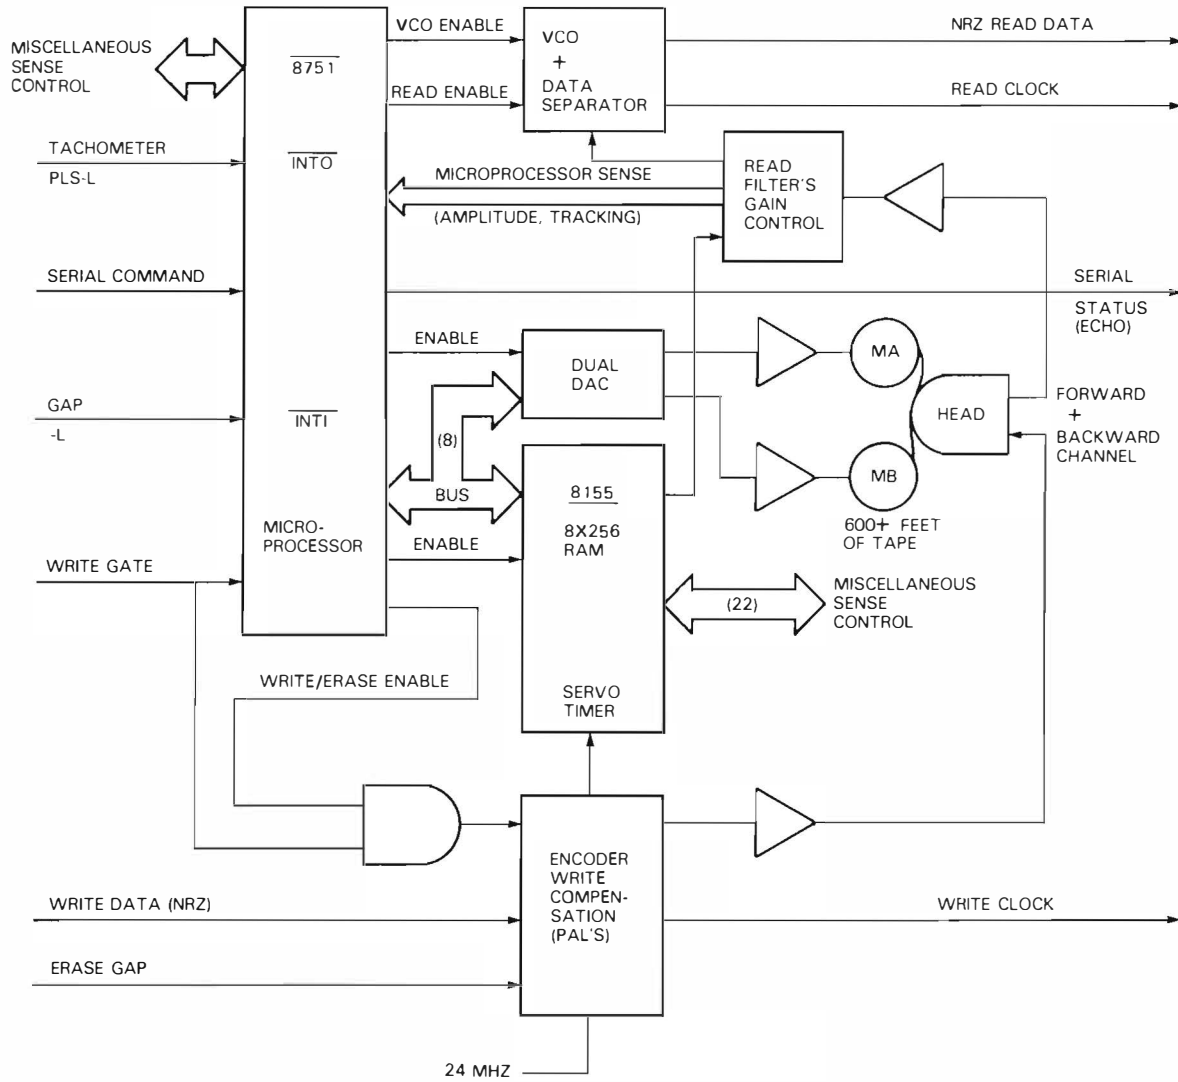 VCO ENABLE
VCO
+
DATA
SEPARATOR
NRZ READ DATA
MISCELLANEOUS
SENSE
CONTROL
8751
READ ENABLE
READ CLOCK
TACHOMETER
PLS-L
INTO
MICROPROCESSOR SENSE
(AMPLITUDE, TRACKING)
READ
FILTER'S
GAIN
CONTROL
SERIAL COMMAND
SERIAL
STATUS
(ECHO)
ENABLE
DUAL
DAC
MA
HEAD
FORWARD
+
BACKWARD
CHANNEL
GAP
-L
INTI
(8)
BUS
MB
600+ FEET
OF TAPE
8155
8X256
RAM
MICRO-
PROCESSOR
ENABLE
WRITE GATE
(22)
MISCELLANEOUS
SENSE
CONTROL
WRITE/ERASE ENABLE
SERVO
TIMER
ENCODER
WRITE
COMPEN-
SATION
(PAL'S)
WRITE DATA (NRZ)
WRITE CLOCK
ERASE GAP
24 MHZ